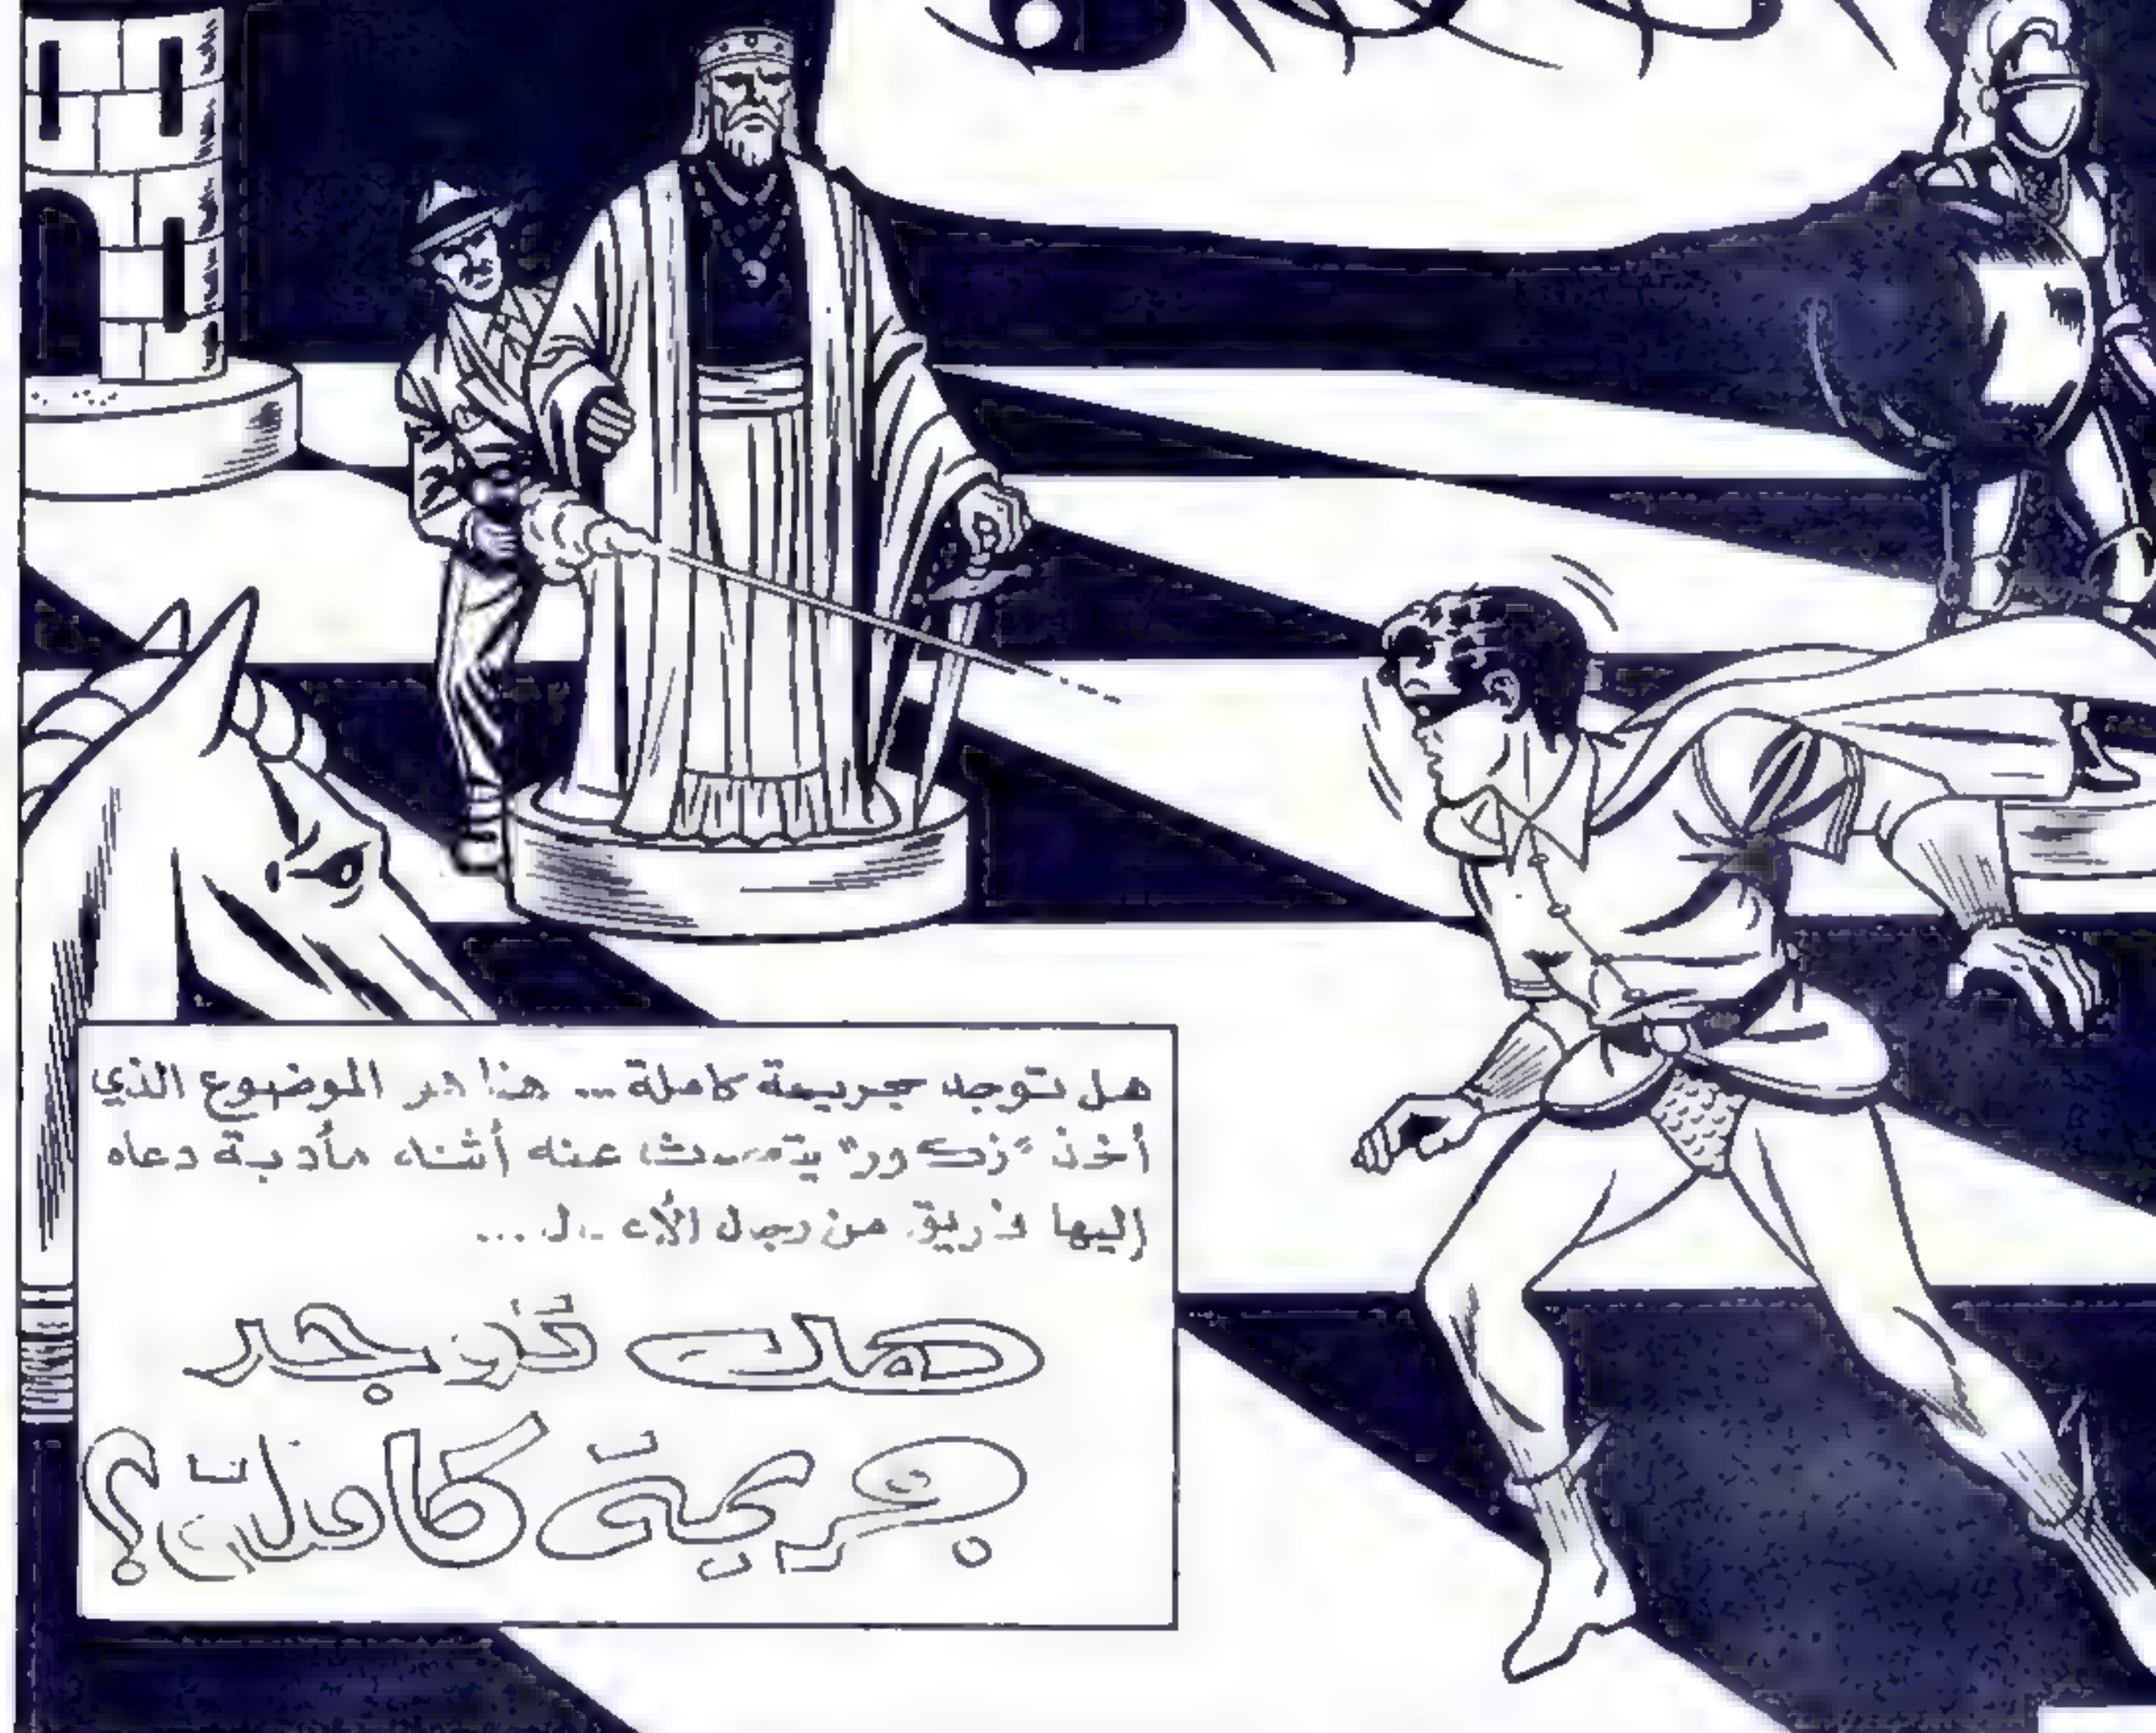 هل توجد جريمة كاملة ... هذا هو الموضوع الذي
أخذ "زكور" يتحدث عنه أثناء مأدبة دعاه
إليها فريق من رجال ...
هل توجد
جريمة كاملة؟